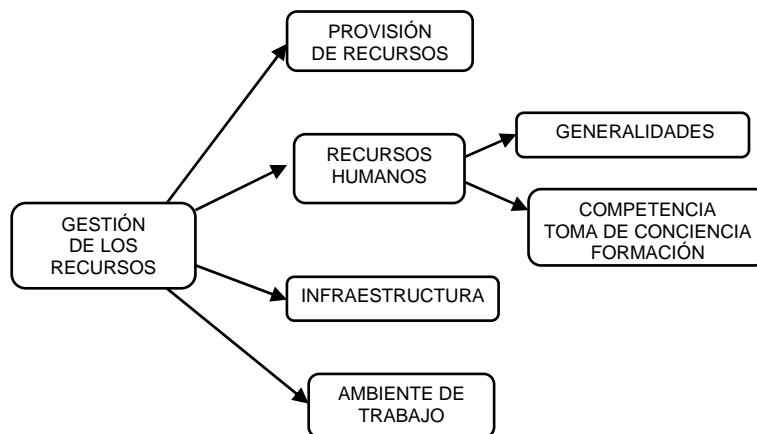 PROVISIÓN
DE RECURSOS
GENERALIDADES
RECURSOS
HUMANOS
COMPETENCIA
TOMA DE CONCIENCIA
FORMACIÓN
GESTIÓN
DE LOS
RECURSOS
INFRAESTRUCTURA
AMBIENTE DE
TRABAJO